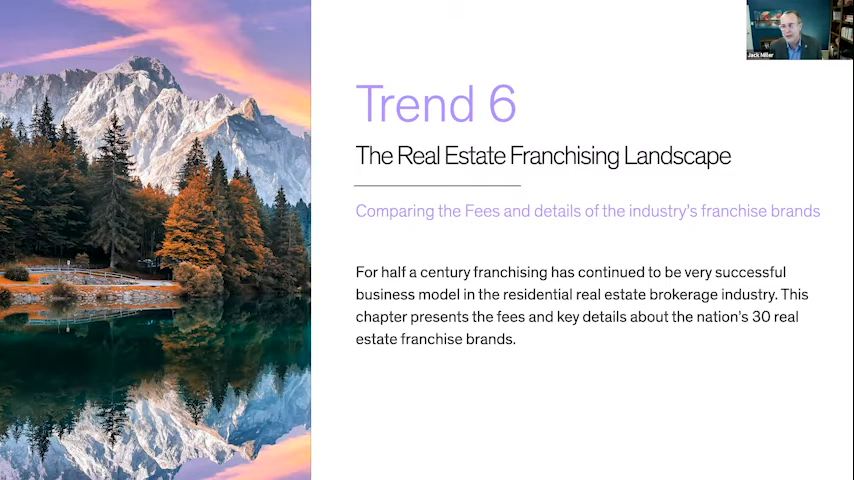 Jack Miller
Trend 6
The Real Estate Franchising Landscape
Comparing the Fees and details of the industry's franchise brands
For half a century franchising has continued to be very successful
business model in the residential real estate brokerage industry. This
chapter presents the fees and key details about the nation's 30 real
estate franchise brands.